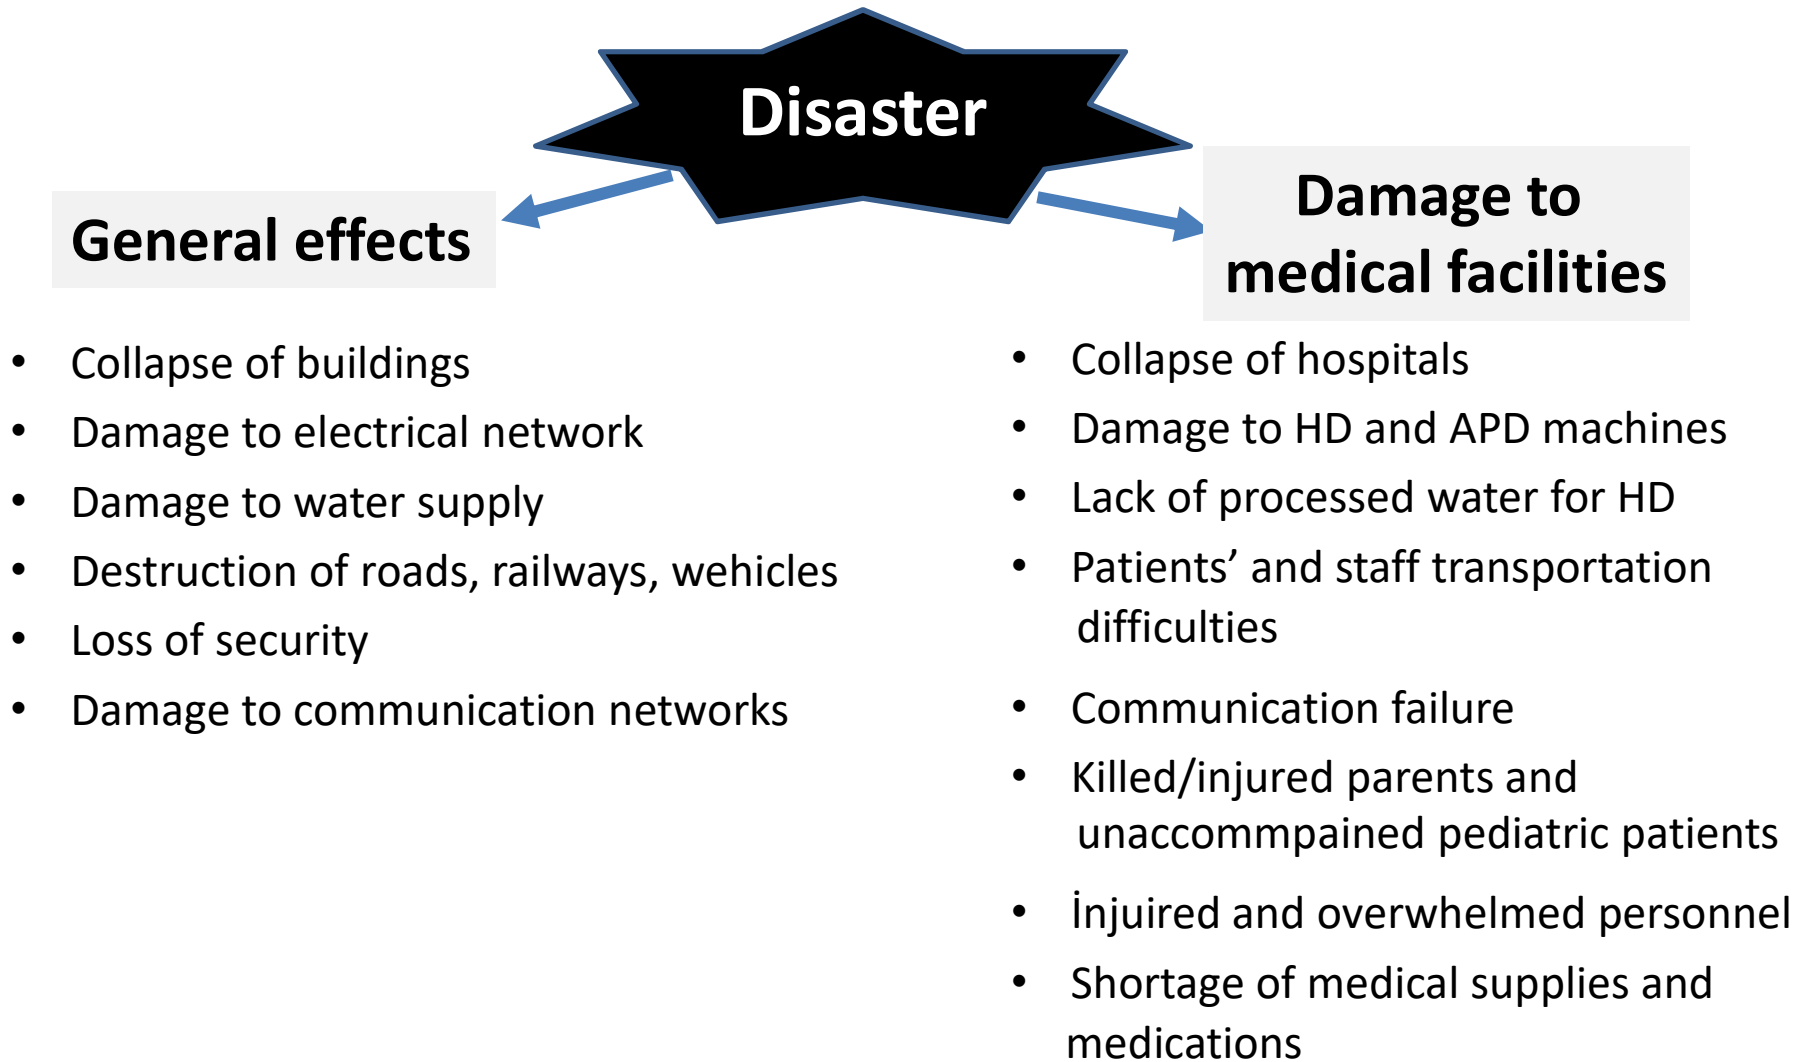 Disaster
General effects
• Collapse of buildings
• Damage to electrical network
• Damage to water supply
• Destruction of roads, railways, wehicles
• Loss of security
• Damage to communication networks
Damage to
medical facilities
• Collapse of hospitals
• Damage to HD and APD machines
• Lack of processed water for HD
• Patients’ and staff transportation
difficulties
• Communication failure
• Killed/injured parents and
unaccommpained pediatric patients
• İnjuired and overwhelmed personnel
• Shortage of medical supplies and
medications